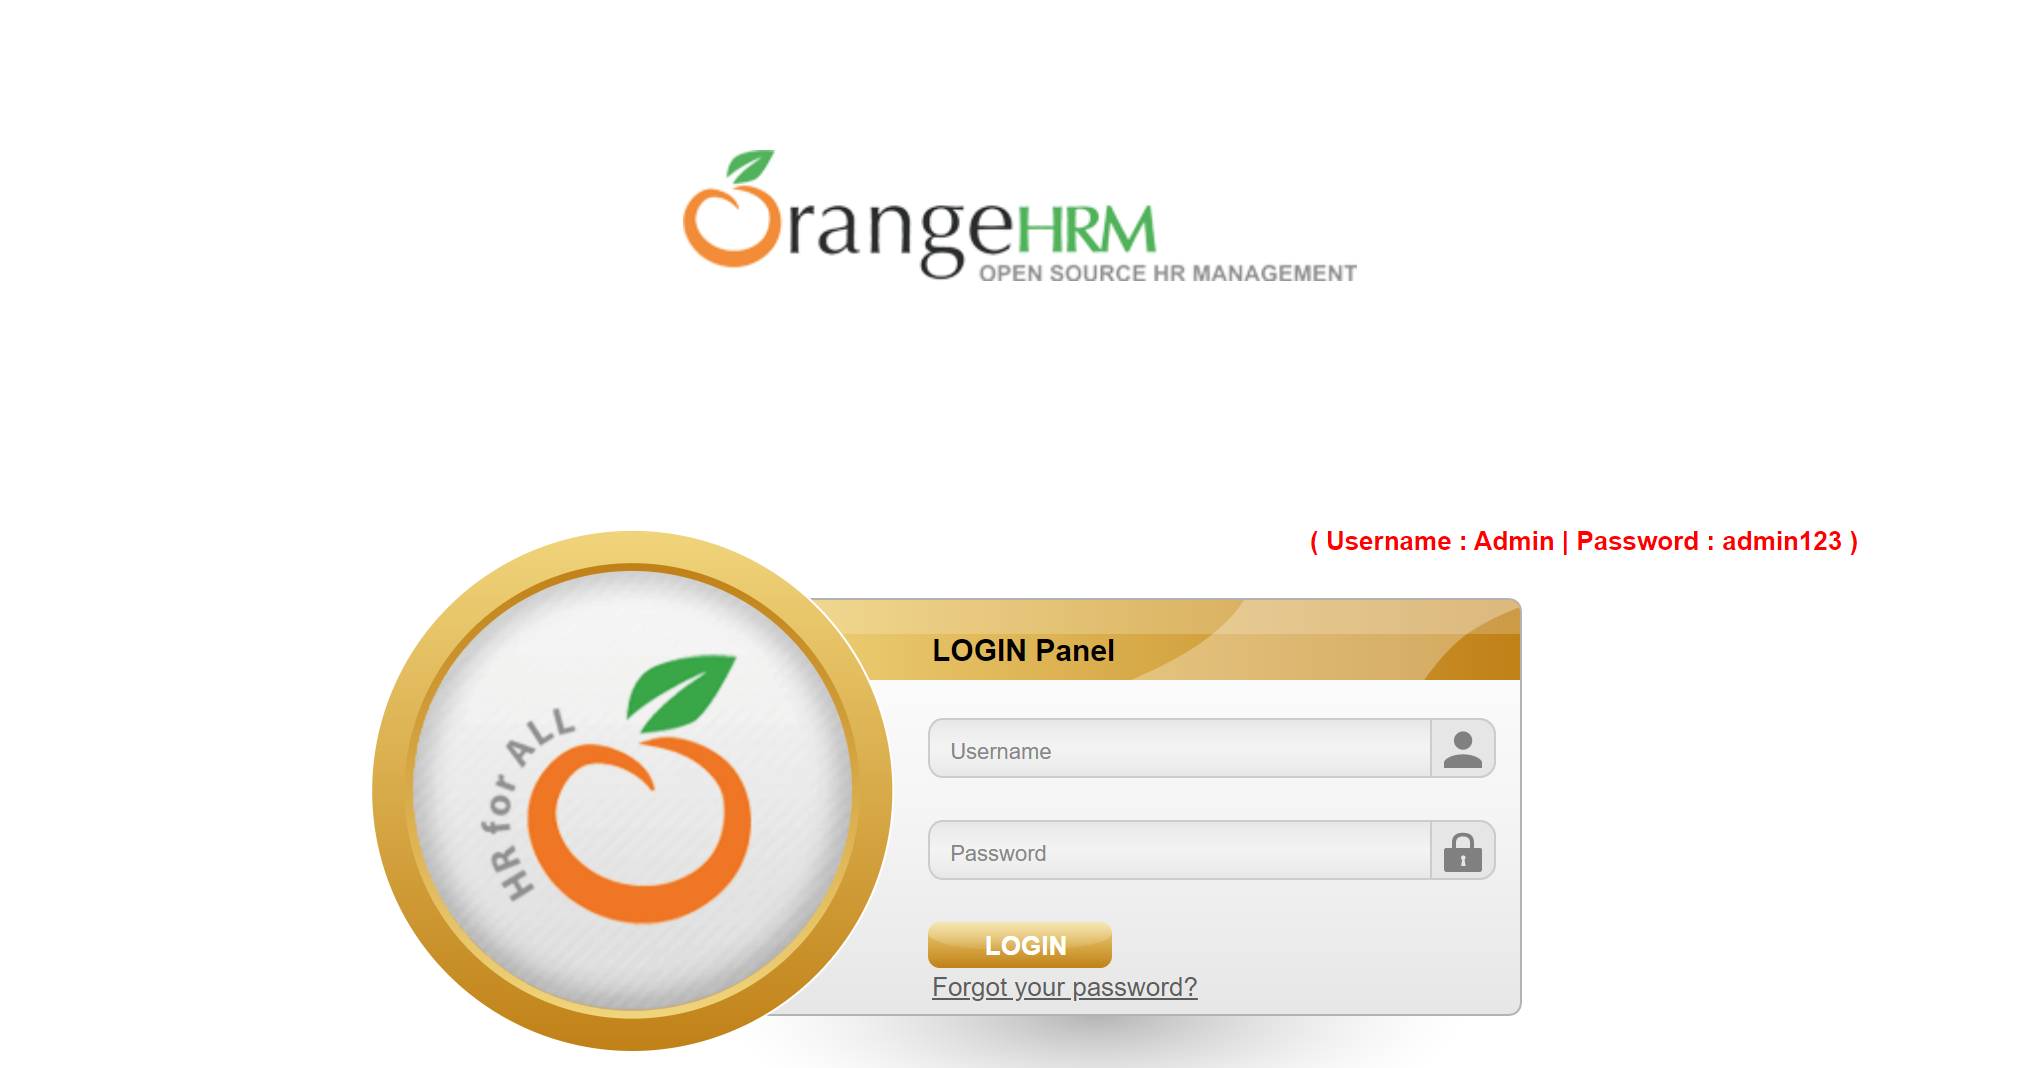 OrangeHRM
OPEN SOURCE HR MANAGEMENT
( Username : Admin | Password : admin123 )
LOGIN Panel
HR for ALL
Username
Password
LOGIN
Forgot your password?